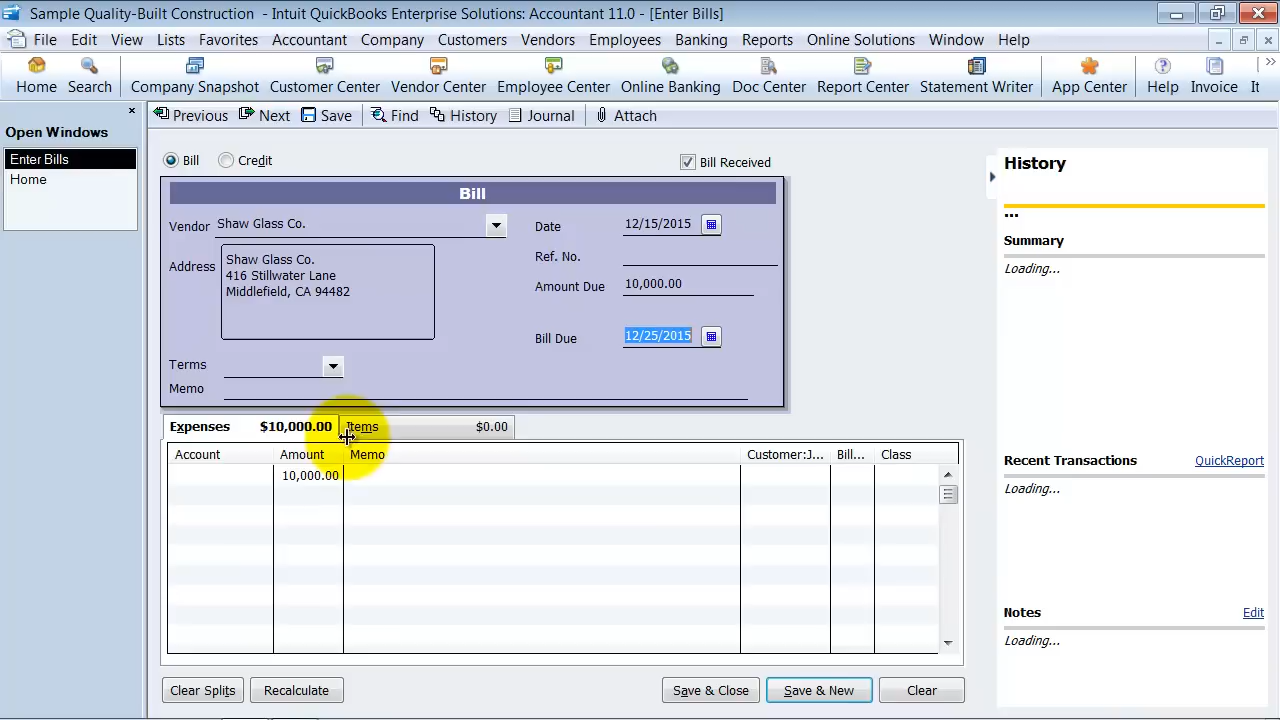 Sample Quality-Built Construction - Intuit QuickBooks Enterprise Solutions: Accountant 11.0 - [Enter Bills]
File Edit View Lists Favorites Accountant Company Customers Vendors Employees Banking Reports Online Solutions Window Help
Home Search Company Snapshot Customer Center Vendor Center Employee Center Online Banking Doc Center Report Center Statement Writer App Center Help Invoice It
Open Windows
Enter Bills
Home
Previous Next Save Find History Journal Attach
Bill Credit Bill Received
Bill
Vendor Shaw Glass Co. Date 12/15/2015
Address Shaw Glass Co.
416 Stillwater Lane
Middlefield, CA 94482
Ref. No.
Amount Due 10,000.00
Bill Due 12/25/2015
Terms
Memo
Expenses $10,000.00 Items $0.00
Account Amount Memo Customer:J... Bill... Class
10,000.00
Clear Splits Recalculate Save & Close Save & New Clear
History
...
Summary
Loading...
Recent Transactions QuickReport
Loading...
Notes Edit
Loading...